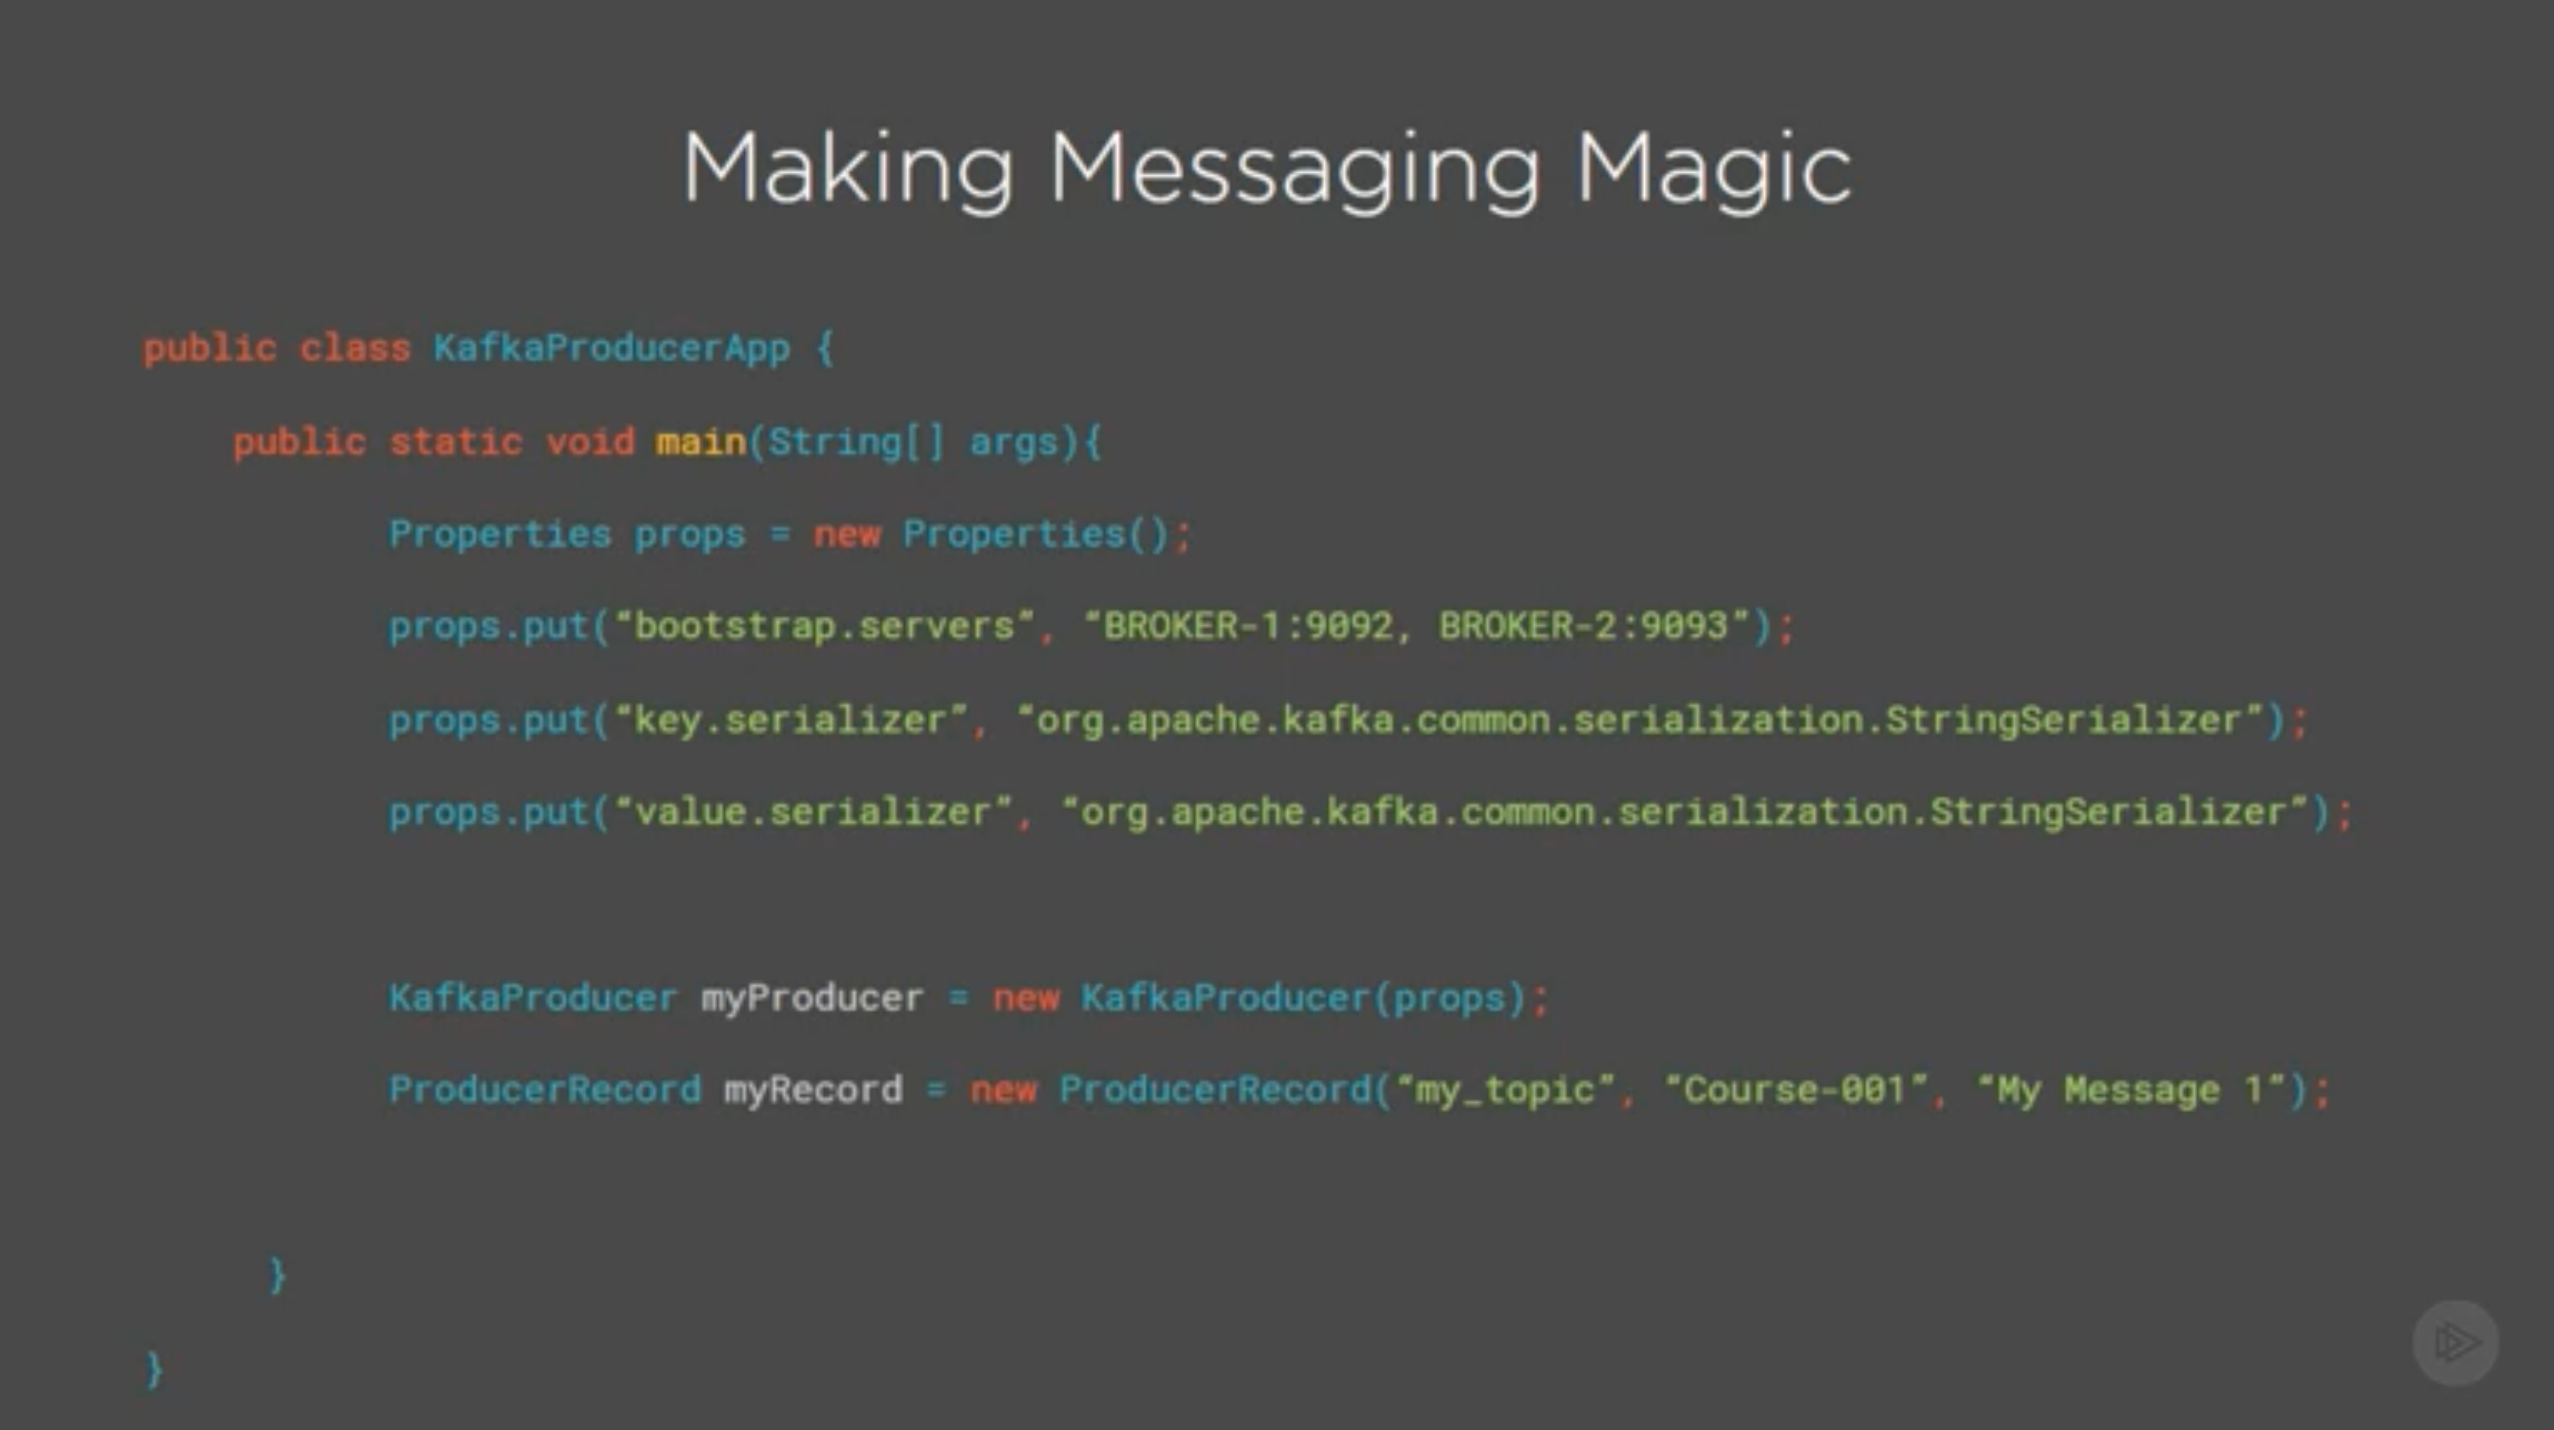 Making Messaging Magic
public class KafkaProducerApp {
public static void main(String[] args){
Properties props = new Properties();
props.put(“bootstrap.servers”, “BROKER-1:9092, BROKER-2:9093”);
props.put(“key.serializer”, “org.apache.kafka.common.serialization.StringSerializer”);
props.put(“value.serializer”, “org.apache.kafka.common.serialization.StringSerializer”);
KafkaProducer myProducer = new KafkaProducer(props);
ProducerRecord myRecord = new ProducerRecord(“my_topic”, “Course-001”, “My Message 1”);
}
}